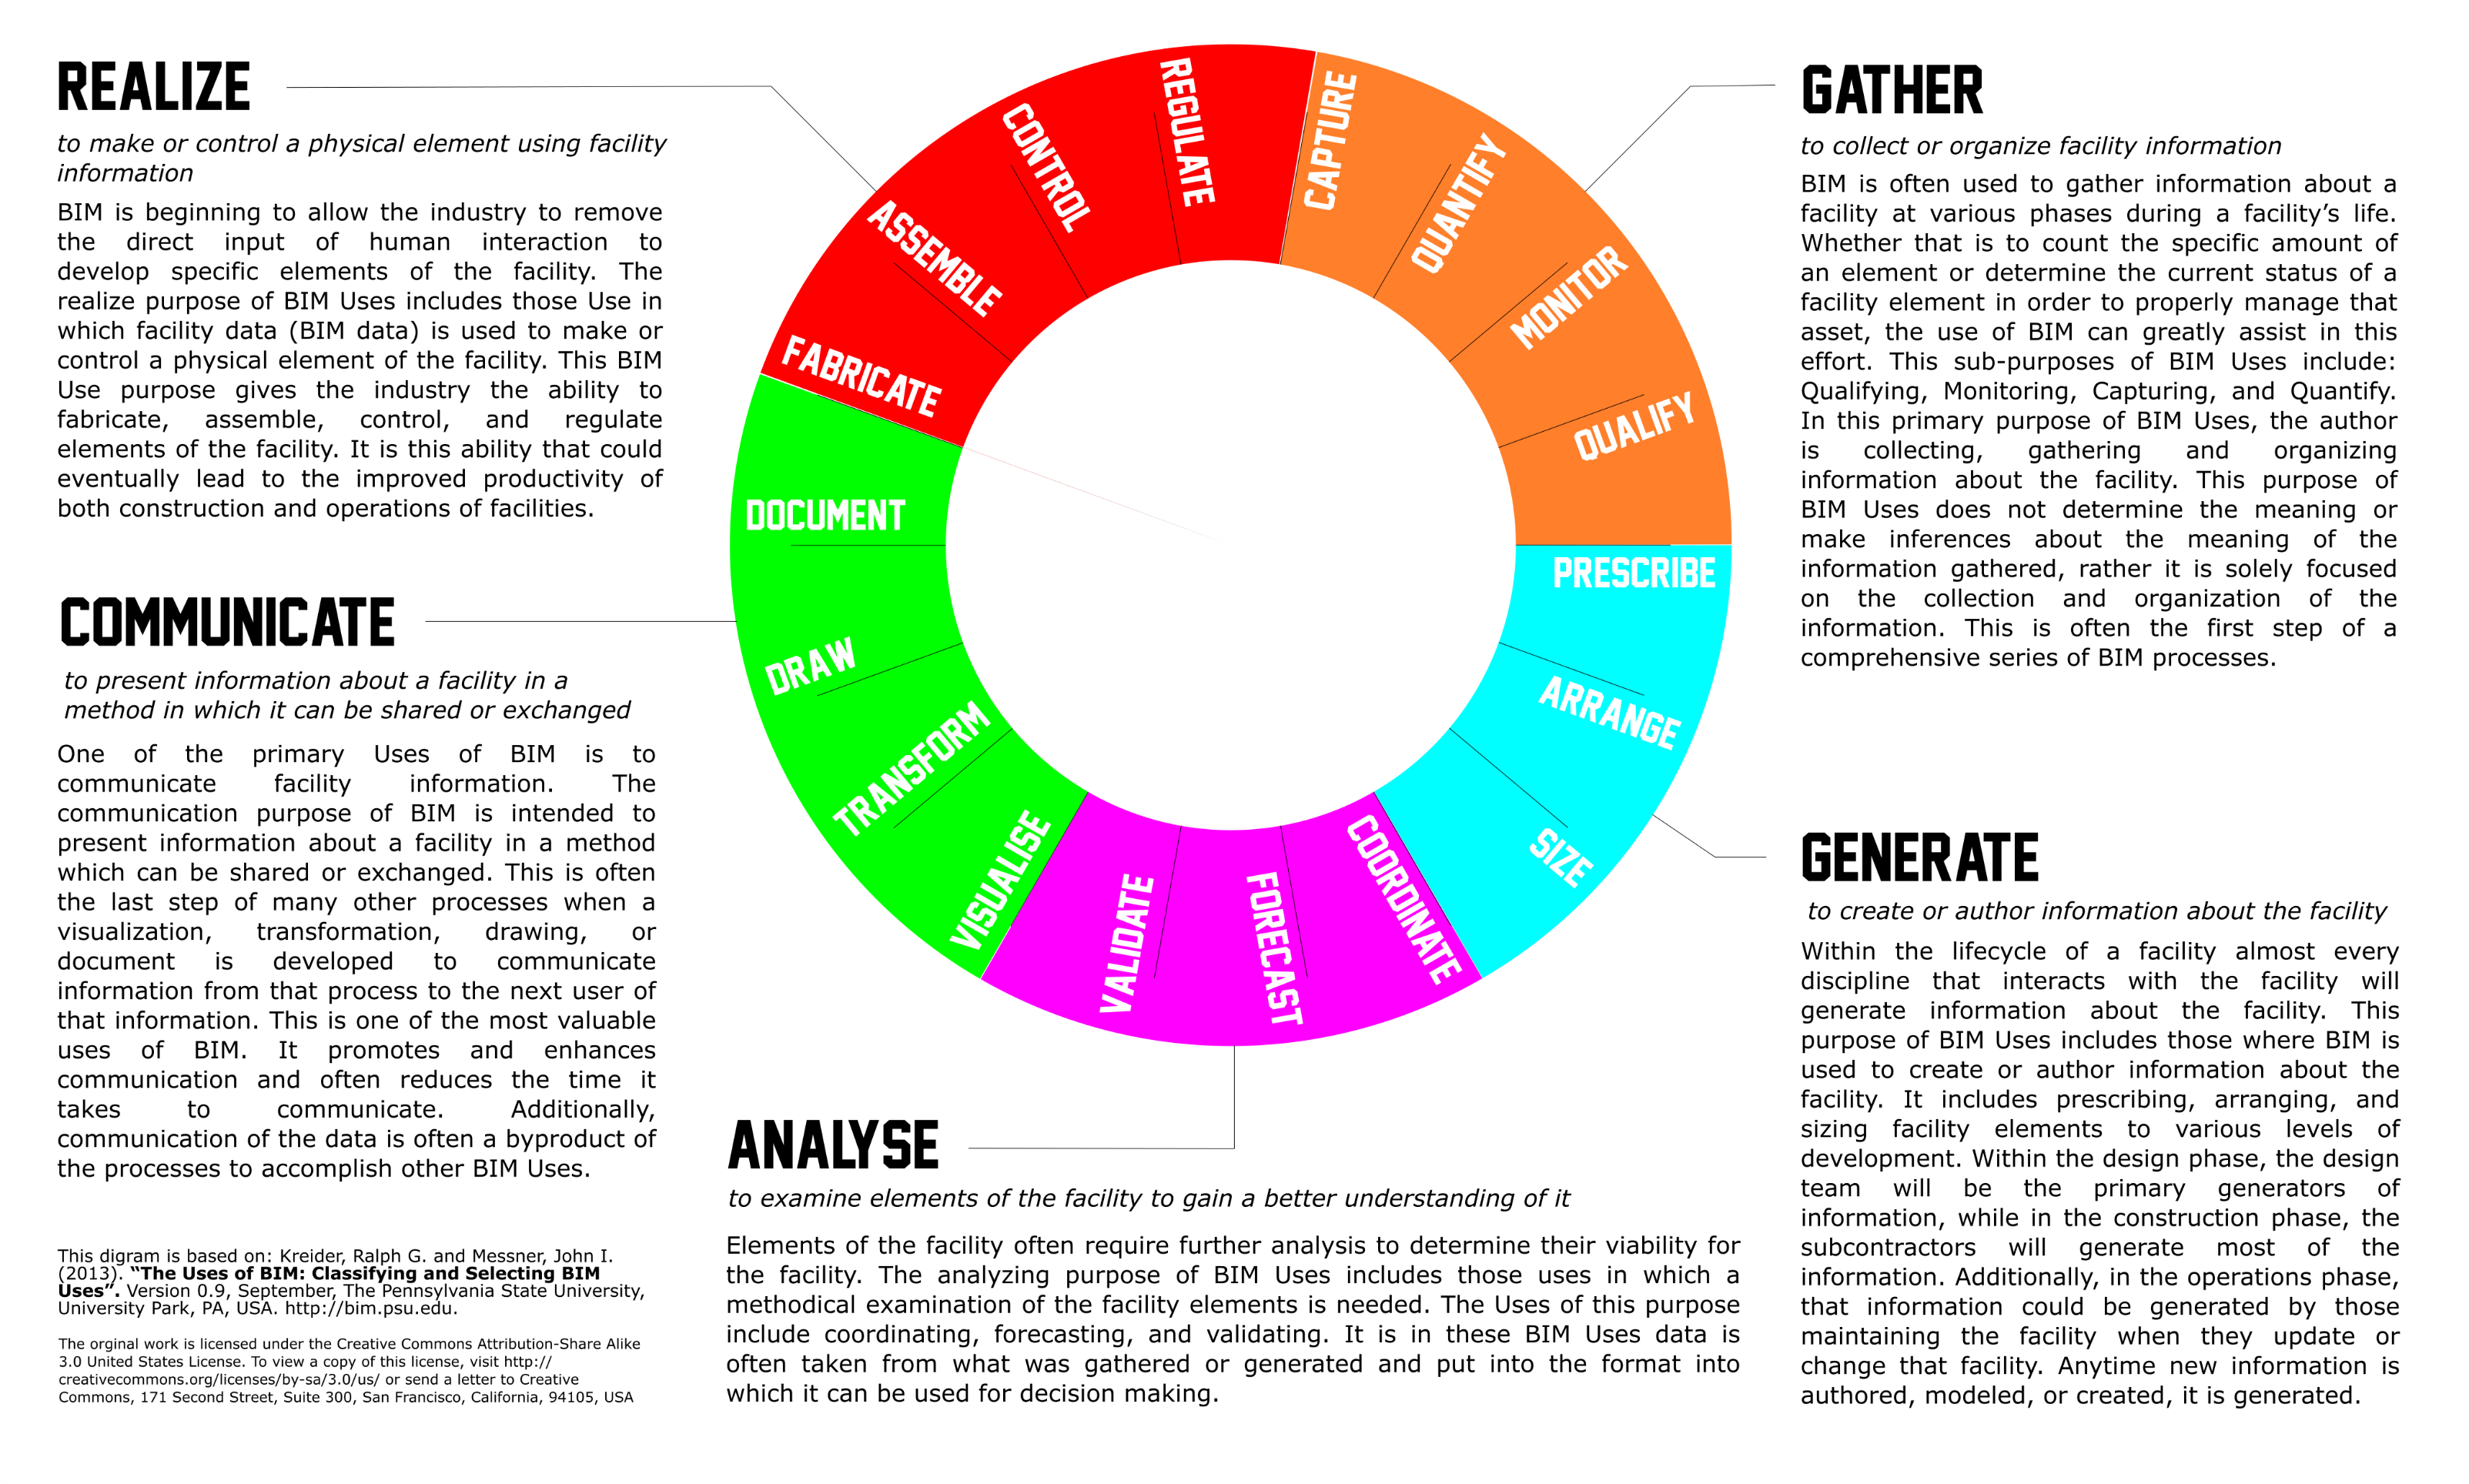 REALIZE
to make or control a physical element using facility
information
BIM is beginning to allow the industry to remove
the direct input of human interaction to
develop specific elements of the facility. The
realize purpose of BIM Uses includes those Use in
which facility data (BIM data) is used to make or
control a physical element of the facility. This BIM
Use purpose gives the industry the ability to
fabricate, assemble, control, and regulate
elements of the facility. It is this ability that could
eventually lead to the improved productivity of
both construction and operations of facilities.
COMMUNICATE
to present information about a facility in a
method in which it can be shared or exchanged
One of the primary Uses of BIM is to
communicate facility information. The
communication purpose of BIM is intended to
present information about a facility in a method
which can be shared or exchanged. This is often
the last step of many other processes when a
visualization, transformation, drawing, or
document is developed to communicate
information from that process to the next user of
that information. This is one of the most valuable
uses of BIM. It promotes and enhances
communication and often reduces the time it
takes to communicate. Additionally,
communication of the data is often a byproduct of
the processes to accomplish other BIM Uses.
This digram is based on: Kreider, Ralph G. and Messner, John I.
(2013). “The Uses of BIM: Classifying and Selecting BIM
Uses”. Version 0.9, September, The Pennsylvania State University,
University Park, PA, USA. http://bim.psu.edu.
The orginal work is licensed under the Creative Commons Attribution-Share Alike
3.0 United States License. To view a copy of this license, visit http://
creativecommons.org/licenses/by-sa/3.0/us/ or send a letter to Creative
Commons, 171 Second Street, Suite 300, San Francisco, California, 94105, USA
REGULATE
CONTROL
ASSEMBLE
FABRICATE
DOCUMENT
DRAW
TRANSFORM
VISUALISE
VALIDATE
FORECAST
COORDINATE
SIZE
ARRANGE
PRESCRIBE
QUALIFY
MONITOR
QUANTIFY
CAPTURE
ANALYSE
to examine elements of the facility to gain a better understanding of it
Elements of the facility often require further analysis to determine their viability for
the facility. The analyzing purpose of BIM Uses includes those uses in which a
methodical examination of the facility elements is needed. The Uses of this purpose
include coordinating, forecasting, and validating. It is in these BIM Uses data is
often taken from what was gathered or generated and put into the format into
which it can be used for decision making.
GATHER
to collect or organize facility information
BIM is often used to gather information about a
facility at various phases during a facility’s life.
Whether that is to count the specific amount of
an element or determine the current status of a
facility element in order to properly manage that
asset, the use of BIM can greatly assist in this
effort. This sub-purposes of BIM Uses include:
Qualifying, Monitoring, Capturing, and Quantify.
In this primary purpose of BIM Uses, the author
is collecting, gathering and organizing
information about the facility. This purpose of
BIM Uses does not determine the meaning or
make inferences about the meaning of the
information gathered, rather it is solely focused
on the collection and organization of the
information. This is often the first step of a
comprehensive series of BIM processes.
GENERATE
to create or author information about the facility
Within the lifecycle of a facility almost every
discipline that interacts with the facility will
generate information about the facility. This
purpose of BIM Uses includes those where BIM is
used to create or author information about the
facility. It includes prescribing, arranging, and
sizing facility elements to various levels of
development. Within the design phase, the design
team will be the primary generators of
information, while in the construction phase, the
subcontractors will generate most of the
information. Additionally, in the operations phase,
that information could be generated by those
maintaining the facility when they update or
change that facility. Anytime new information is
authored, modeled, or created, it is generated.